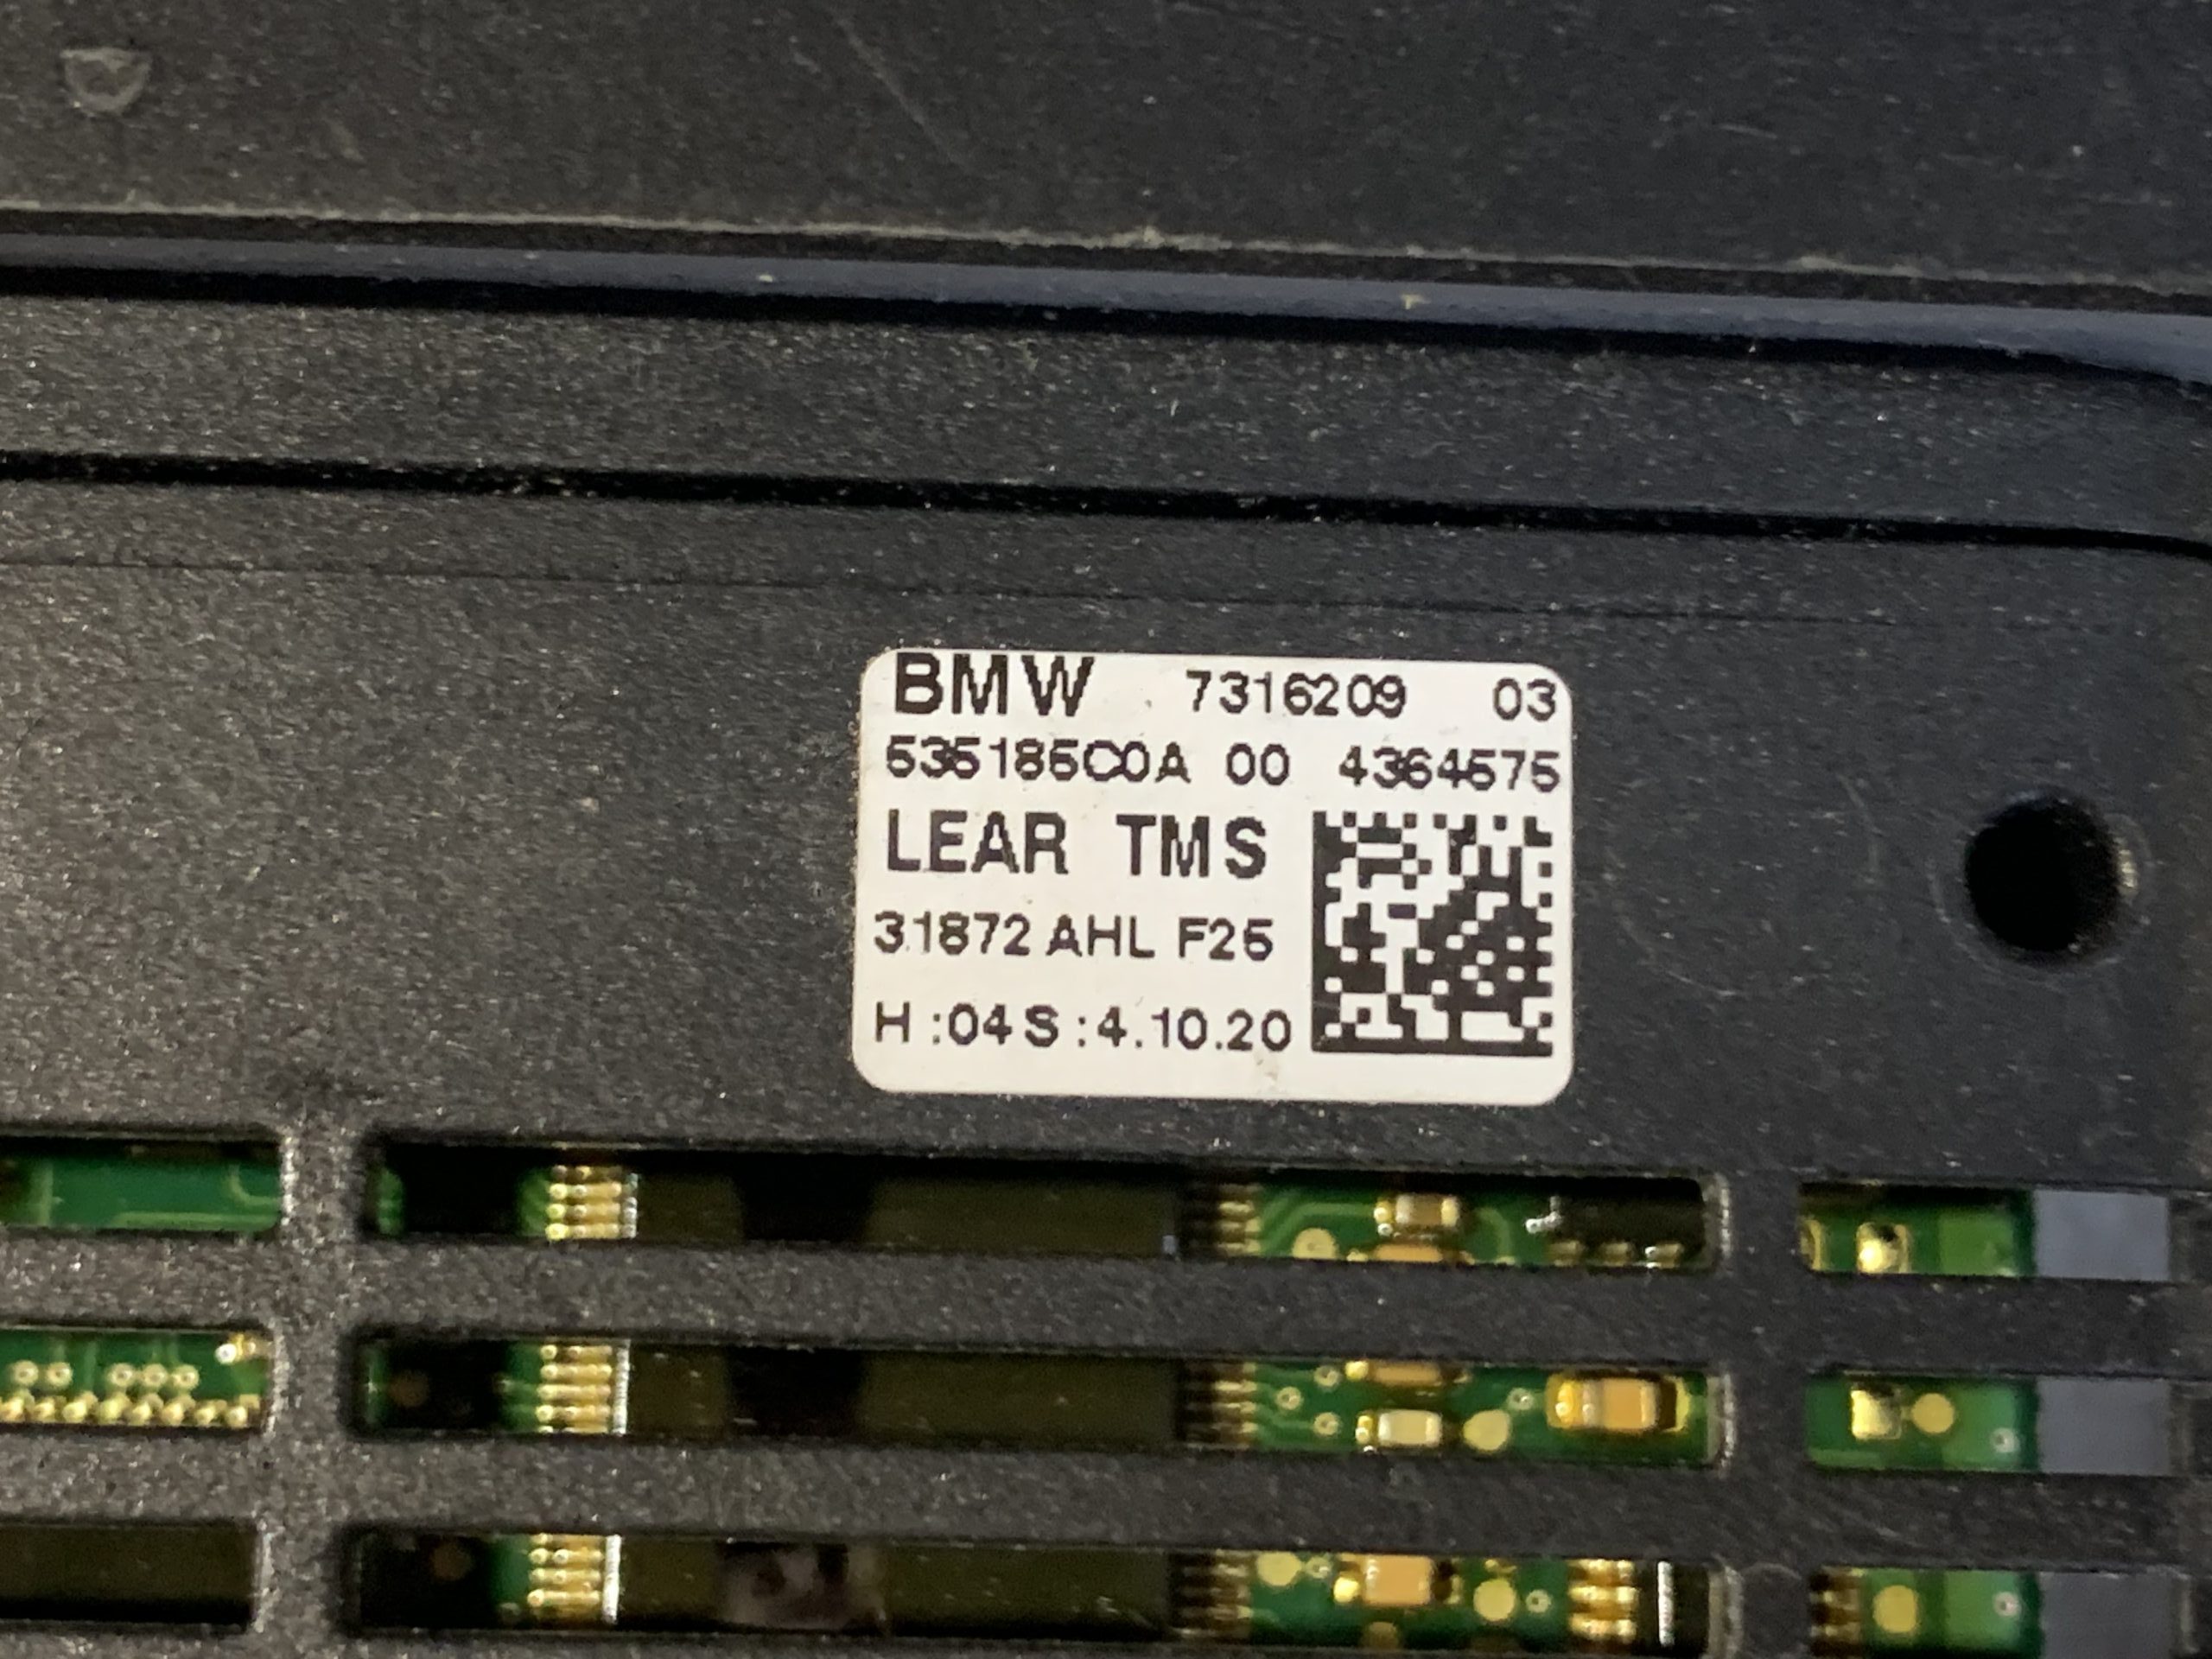 BMW 7316209 03
535185C0A 00 4364575
LEAR TMS
31872 AHL F25
H :04 S :4.10.20